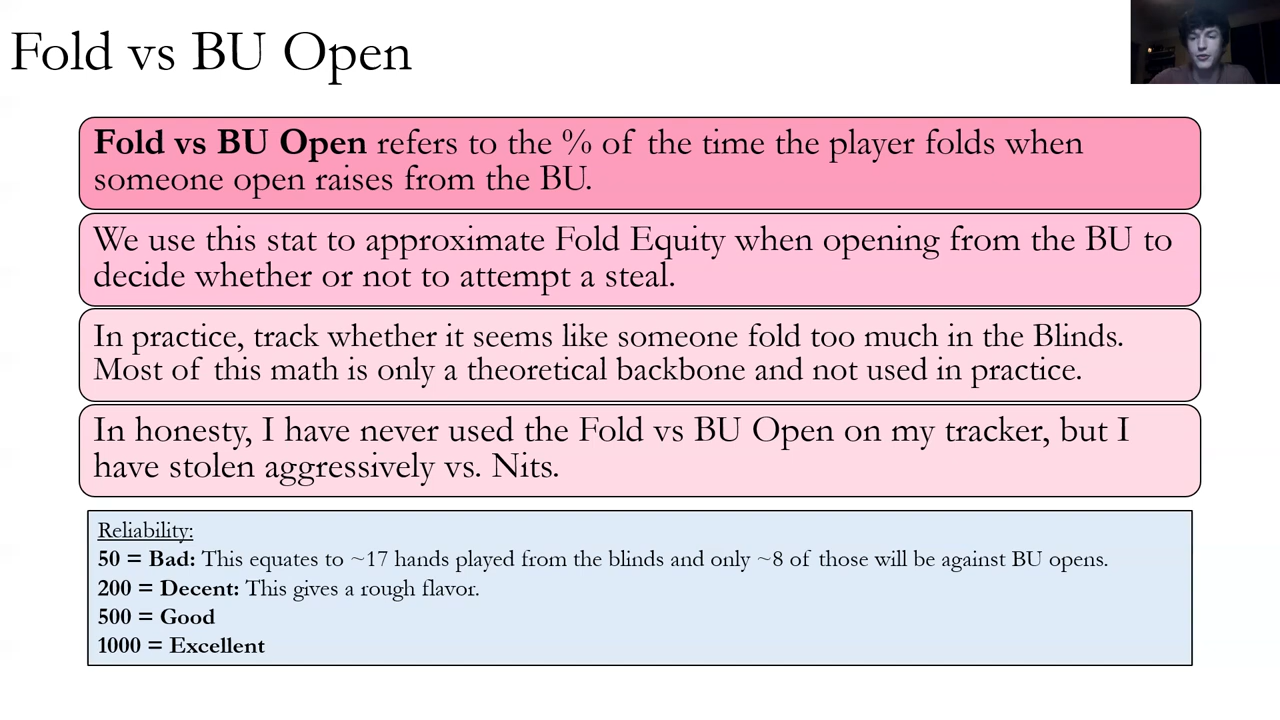 Fold vs BU Open
Fold vs BU Open refers to the % of the time the player folds when
someone open raises from the BU.
We use this stat to approximate Fold Equity when opening from the BU to
decide whether or not to attempt a steal.
In practice, track whether it seems like someone fold too much in the Blinds.
Most of this math is only a theoretical backbone and not used in practice.
In honesty, I have never used the Fold vs BU Open on my tracker, but I
have stolen aggressively vs. Nits.
Reliability:
50 = Bad: This equates to ~17 hands played from the blinds and only ~8 of those will be against BU opens.
200 = Decent: This gives a rough flavor.
500 = Good
1000 = Excellent